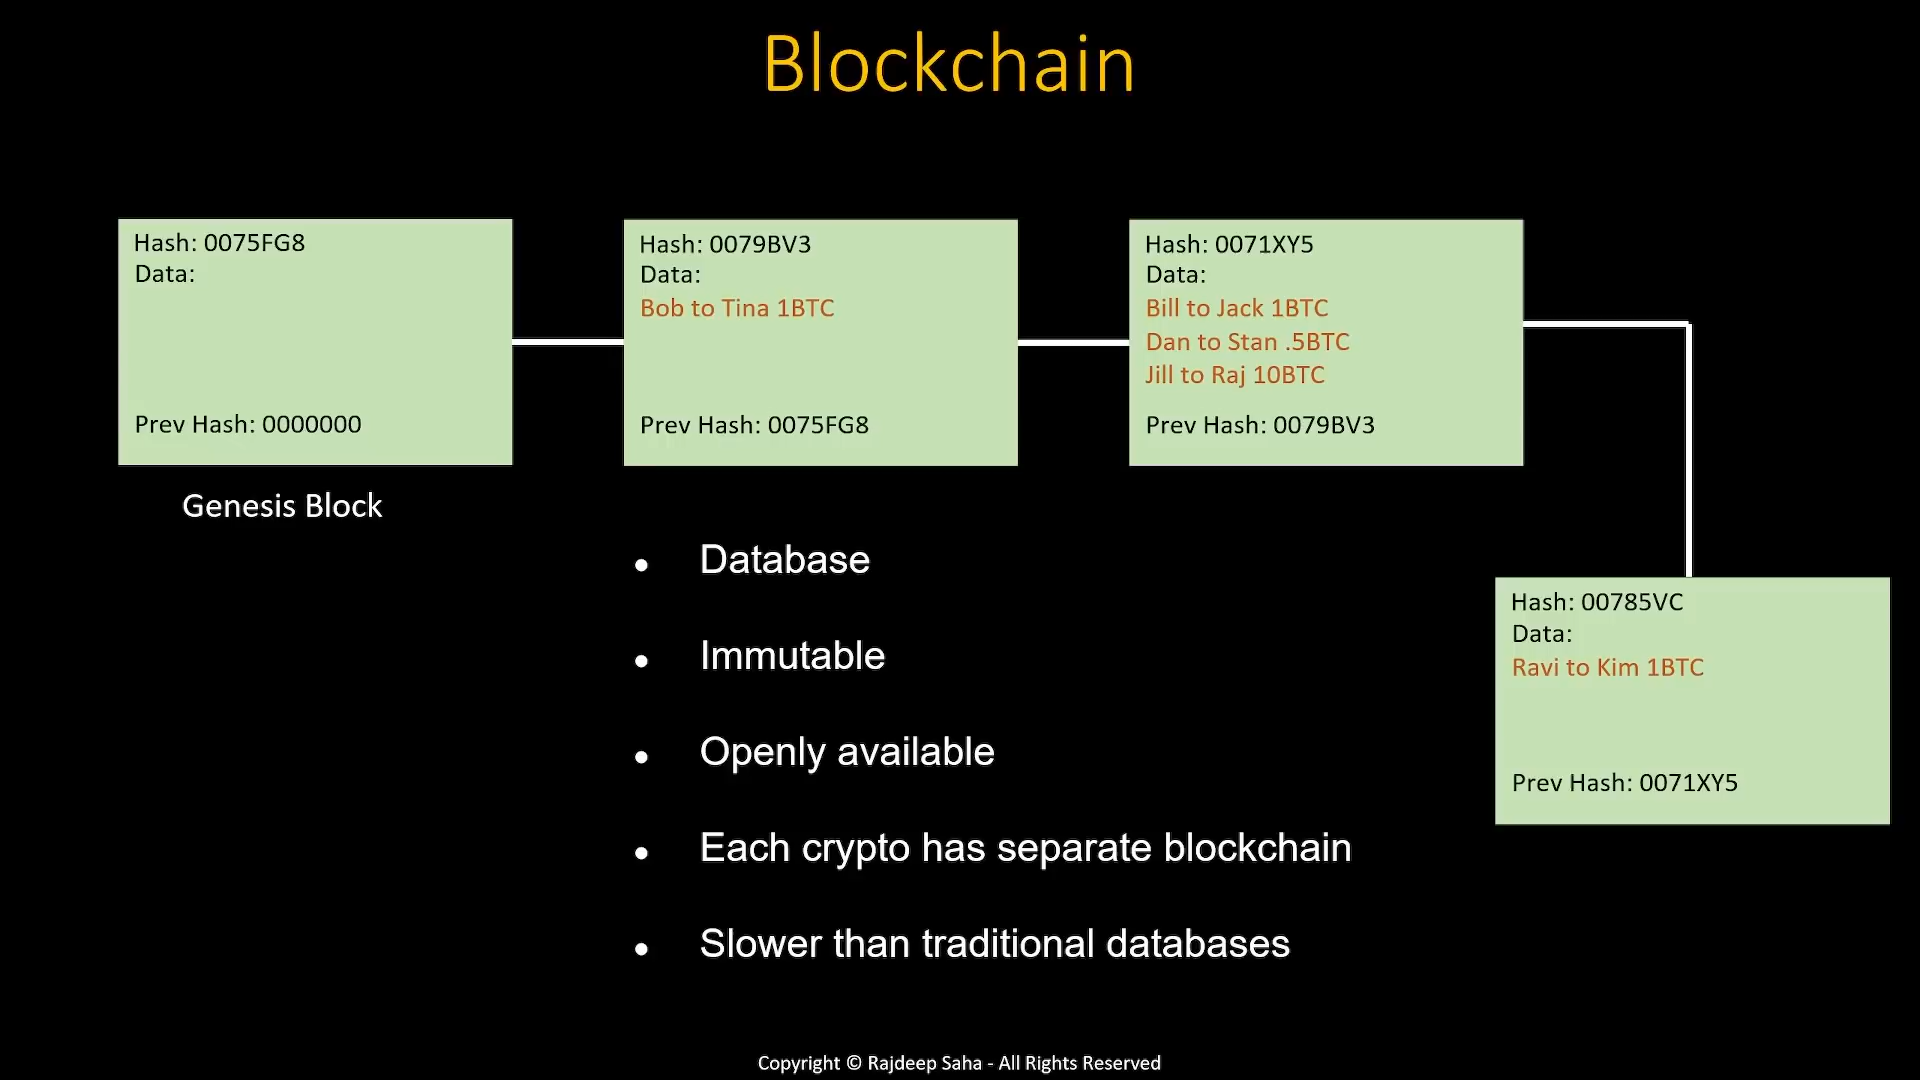 Blockchain
Hash: 0075FG8
Data:
Prev Hash: 0000000
Genesis Block
Hash: 0079BV3
Data:
Bob to Tina 1BTC
Prev Hash: 0075FG8
Hash: 0071XY5
Data:
Bill to Jack 1BTC
Dan to Stan .5BTC
Jill to Raj 10BTC
Prev Hash: 0079BV3
Hash: 00785VC
Data:
Ravi to Kim 1BTC
Prev Hash: 0071XY5
• Database
• Immutable
• Openly available
• Each crypto has separate blockchain
• Slower than traditional databases
Copyright © Rajdeep Saha - All Rights Reserved